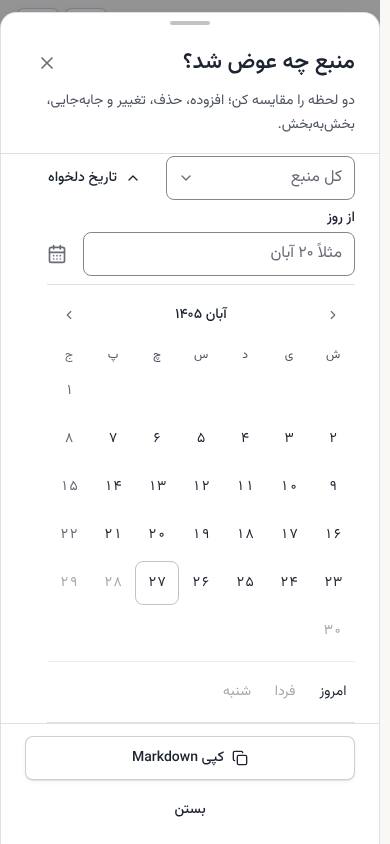 منبع چه عوض شد؟
دو لحظه را مقایسه کن؛ افزوده، حذف، تغییر و جابه‌جایی،
بخش‌به‌بخش.
کل منبع
تاریخ دلخواه
از روز
مثلاً ۲۰ آبان
آبان ۱۴۰۵
ش ی د س چ پ ج
۱
۲ ۳ ۴ ۵ ۶ ۷ ۸
۹ ۱۰ ۱۱ ۱۲ ۱۳ ۱۴ ۱۵
۱۶ ۱۷ ۱۸ ۱۹ ۲۰ ۲۱ ۲۲
۲۳ ۲۴ ۲۵ ۲۶ ۲۷ ۲۸ ۲۹
۳۰
امروز فردا شنبه
کپی Markdown
بستن